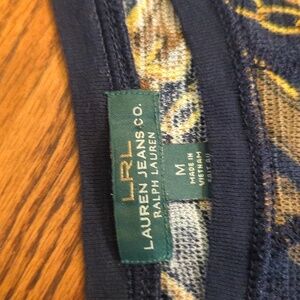 LRL
LAUREN JEANS CO.
RALPH LAUREN
M
MADE IN
VIETNAM